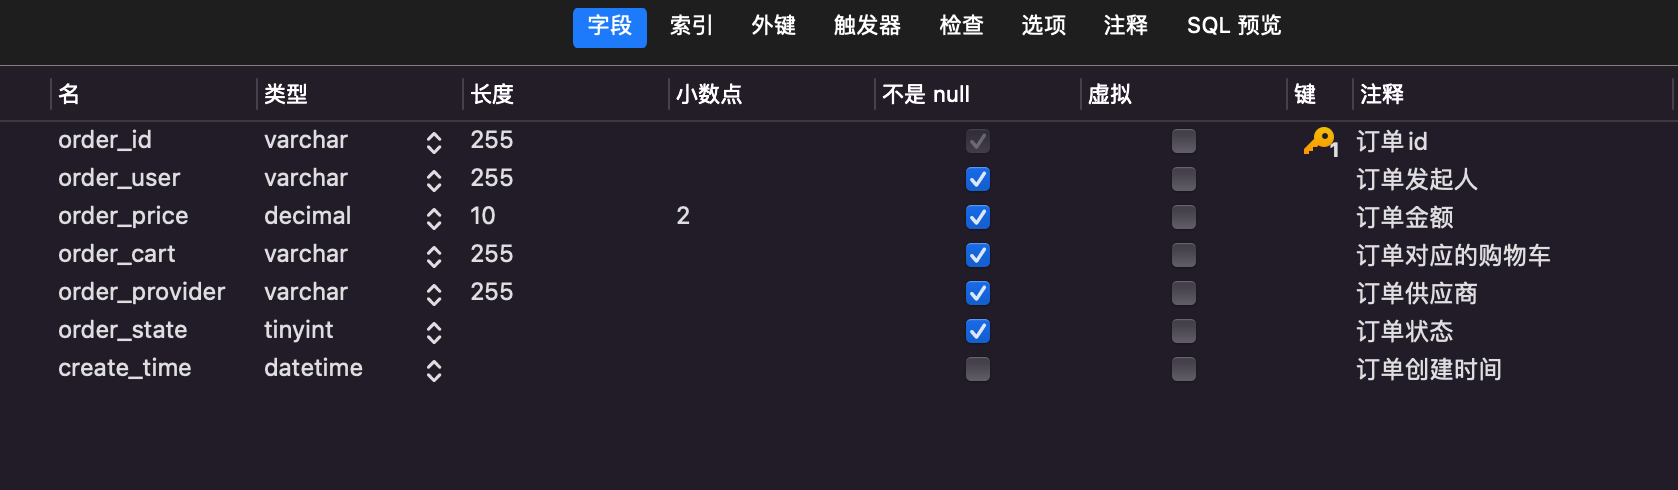 字段 索引 外键 触发器 检查 选项 注释 SQL 预览
名 类型 长度 小数点 不是 null 虚拟 键 注释
order_id varchar 255 1 订单id
order_user varchar 255 订单发起人
order_price decimal 10 2 订单金额
order_cart varchar 255 订单对应的购物车
order_provider varchar 255 订单供应商
order_state tinyint 订单状态
create_time datetime 订单创建时间